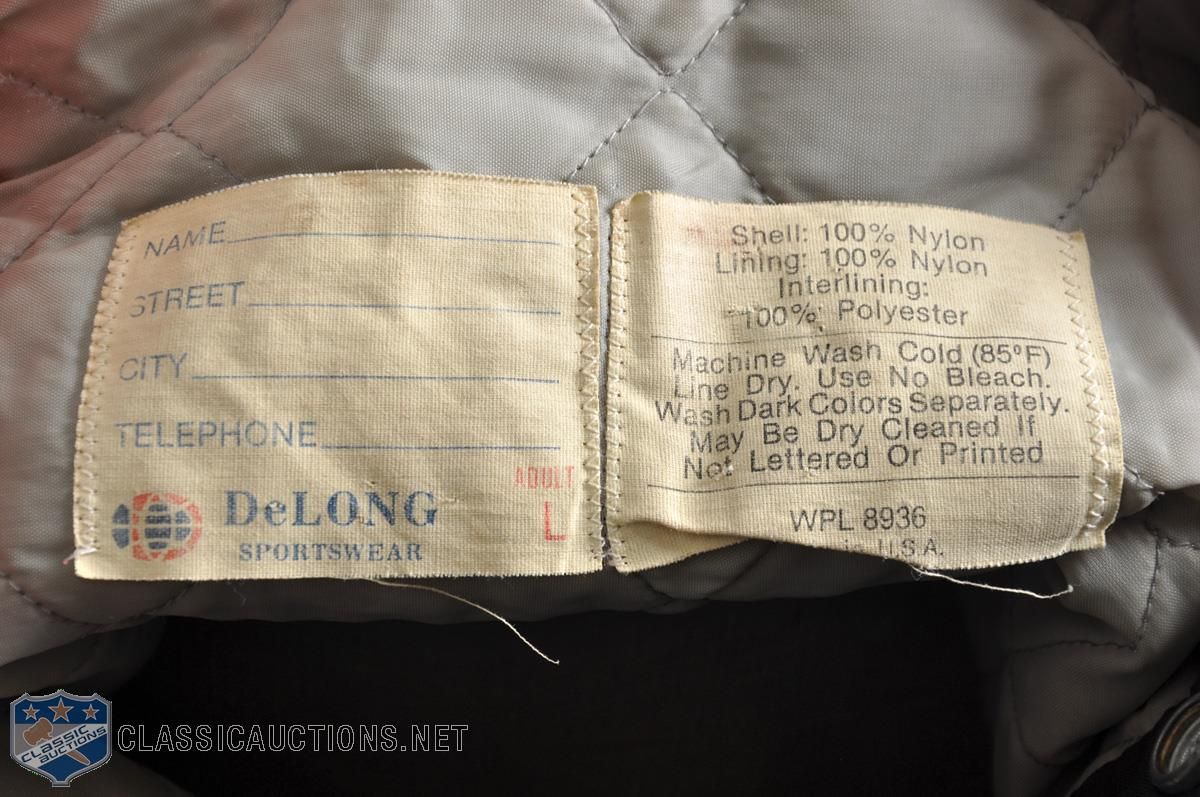 NAME
STREET
CITY
TELEPHONE
DeLONG
SPORTSWEAR
ADULT
L
Shell: 100% Nylon
Lining: 100% Nylon
Interlining:
100% Polyester
Machine Wash Cold (85°F)
Line Dry. Use No Bleach.
Wash Dark Colors Separately.
May Be Dry Cleaned If
Not Lettered Or Printed
WPL 8936
U.S.A.
CLASSIC
AUCTIONS
CLASSICAUCTIONS.NET